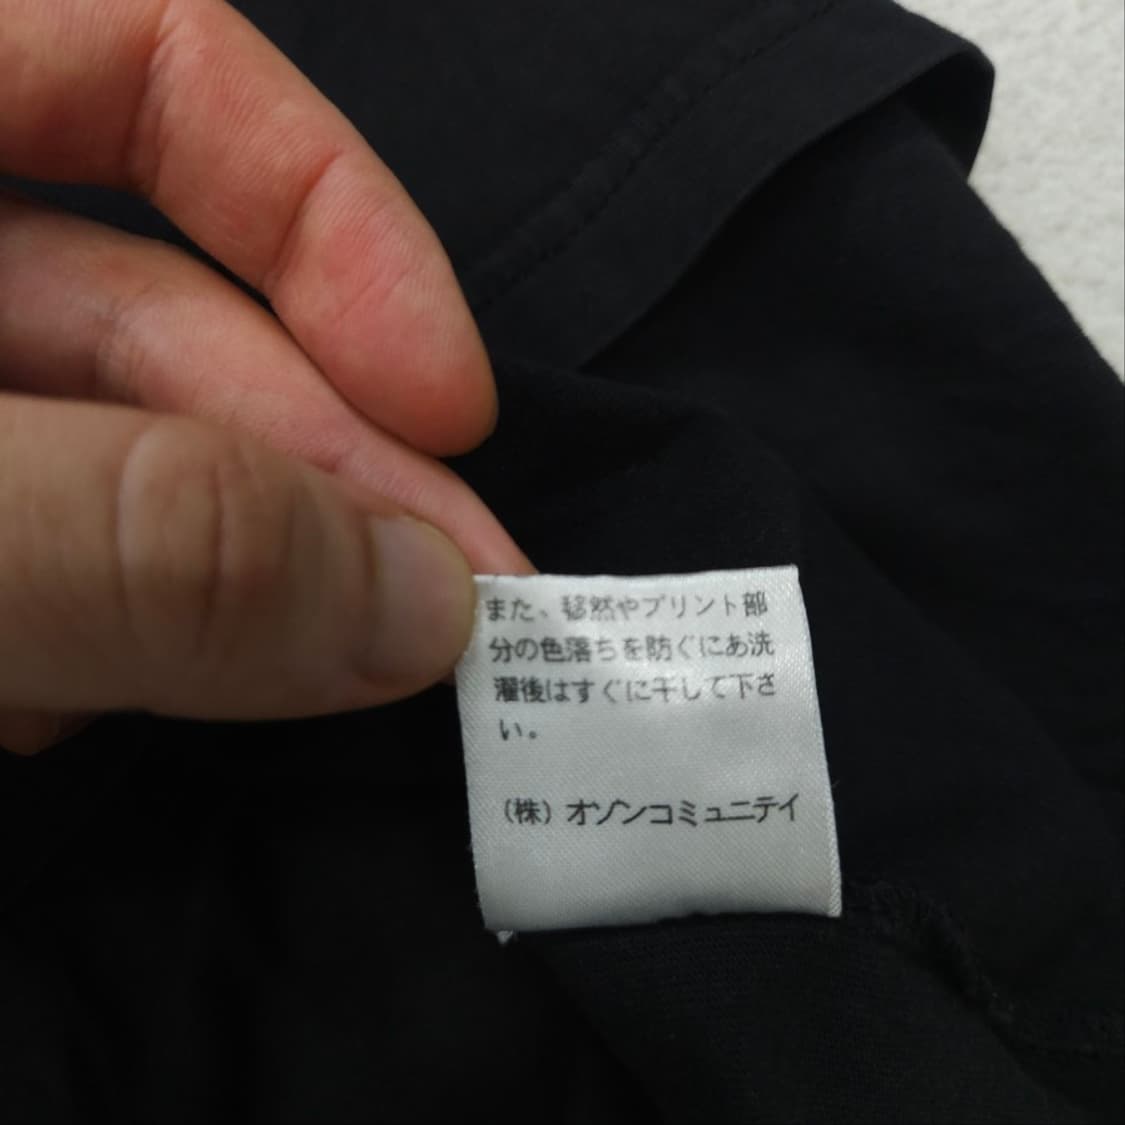 また、移然やプリント部
分の色落ちを防ぐにあ洗
濯後はすぐに干して下さ
い。
(株) オゾンコミュニテイ